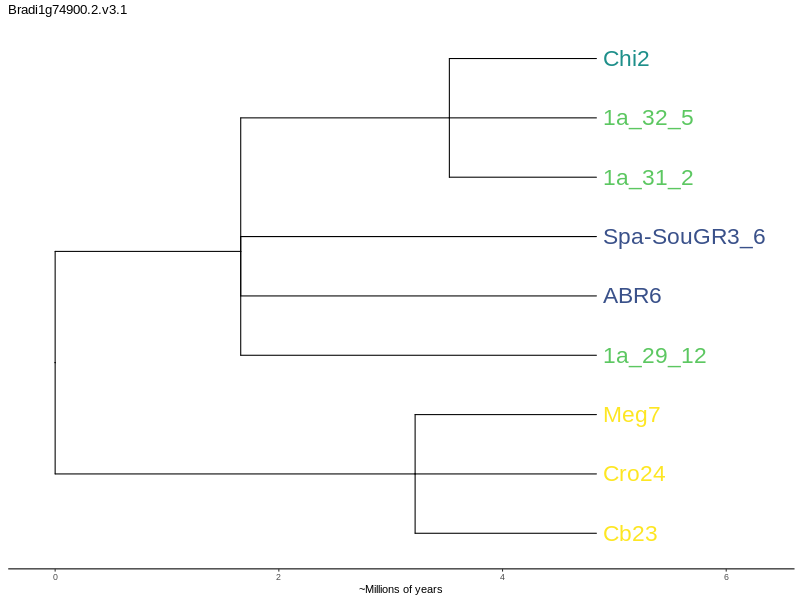 Bradi1g74900.2.v3.1
Chi2
1a_32_5
1a_31_2
Spa-SouGR3_6
ABR6
1a_29_12
Meg7
Cro24
Cb23
0 2 4 6
~Millions of years